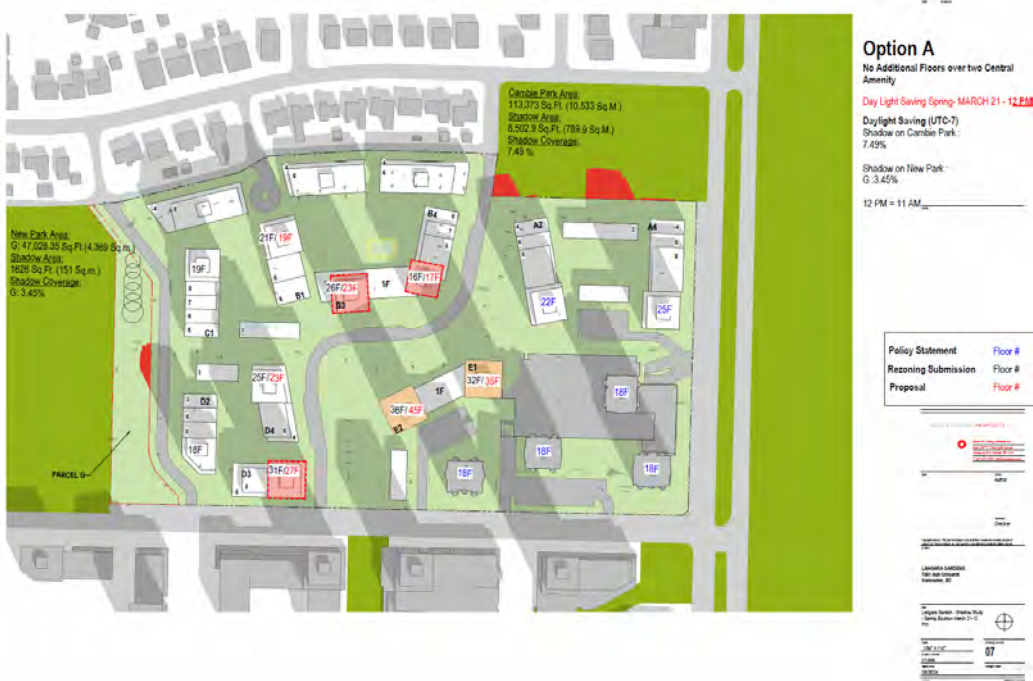 Option A
No Additional Floors over two Central
Amenity
Day Light Saving Spring- MARCH 21 - 12 PM
Daylight Saving (UTC-7)
Shadow on Cambie Park :
7.49%
Shadow on New Park :
G :3.45%
12 PM = 11 AM
Cambie Park Area:
113,373 Sq.Ft. (10,533 Sq.M.)
Shadow Area:
8,502.9 Sq.Ft. (789.9 Sq.M.)
Shadow Coverage:
7.49 %
New Park Area:
G: 47,028.35 Sq.Ft (4,369 Sq.m.)
Shadow Area:
1626 Sq.Ft. (151 Sq.m.)
Shadow Coverage:
G: 3.45%
B4
A2
A4
21F/19F
19F
B1
26F/23F
B3
1F
16F/17F
22F
25F
C1
25F/23F
D2
D4
18F
D3
31F/27F
E1
32F/35F
1F
36F/45F
E2
18F
18F
18F
18F
PARCEL G
Policy Statement Floor #
Rezoning Submission Floor #
Proposal Floor #
Author
Checker
LANGARA GARDENS
Vancouver, BC
07